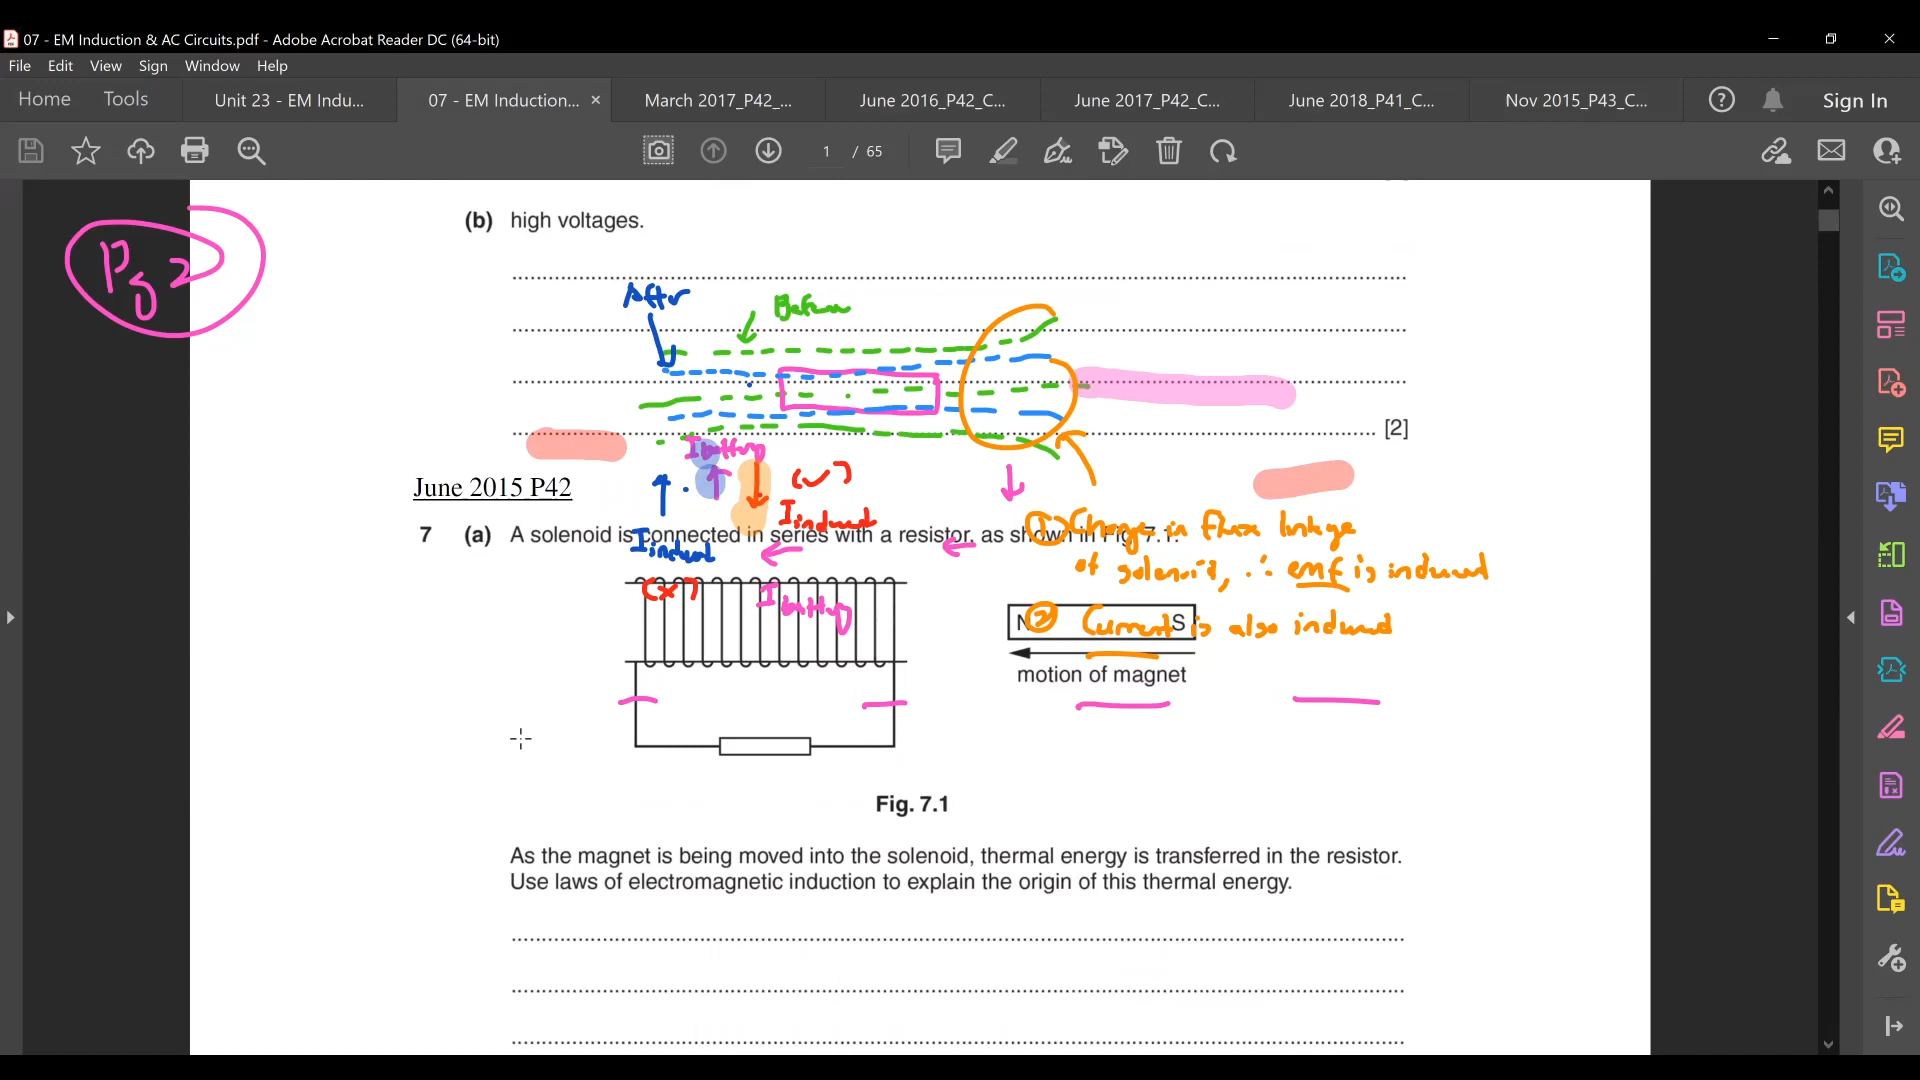 07 - EM Induction & AC Circuits.pdf - Adobe Acrobat Reader DC (64-bit)
File Edit View Sign Window Help
Home Tools Unit 23 - EM Indu... 07 - EM Induction... × March 2017_P42_... June 2016_P42_C... June 2017_P42_C... June 2018_P41_C... Nov 2015_P43_C... Sign In
1 / 65
Pg 2
(b) high voltages.
After
Before
[2]
I battery
(✓)
I induced
June 2015 P42
7 (a) A solenoid is connected in series with a resistor, as shown in Fig. 7.1.
① Change in flux linkage
of solenoid, ∴ emf is induced
I induced
(x)
I battery
N S
② Current is also induced
motion of magnet
Fig. 7.1
As the magnet is being moved into the solenoid, thermal energy is transferred in the resistor.
Use laws of electromagnetic induction to explain the origin of this thermal energy.